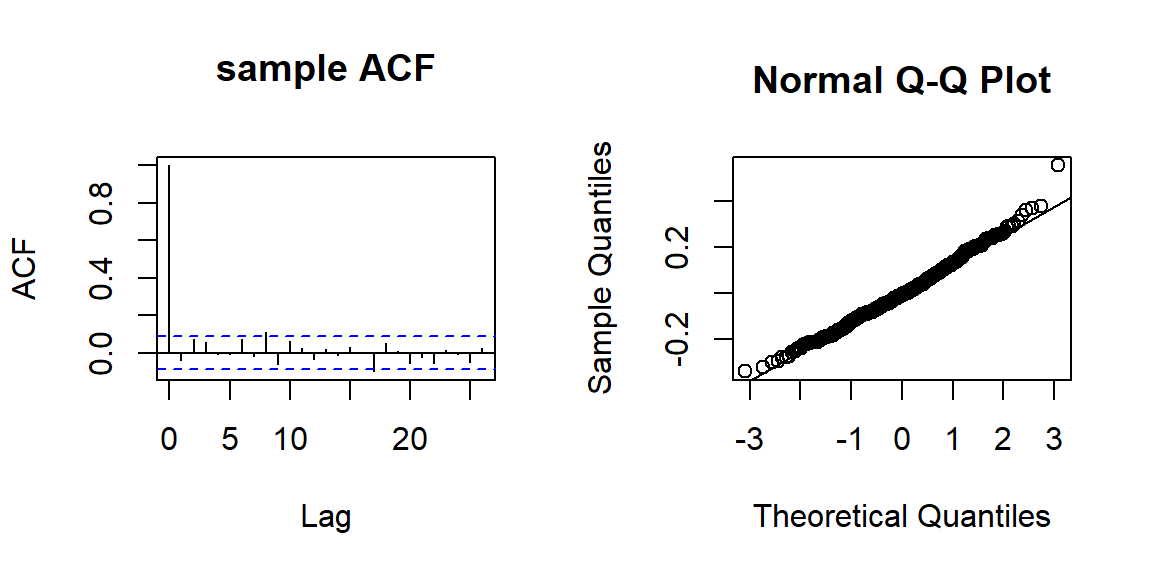 sample ACF
ACF
0.0 0.4 0.8
0 5 10 20
Lag
Normal Q-Q Plot
Sample Quantiles
-0.2 0.2
-3 -1 0 1 2 3
Theoretical Quantiles